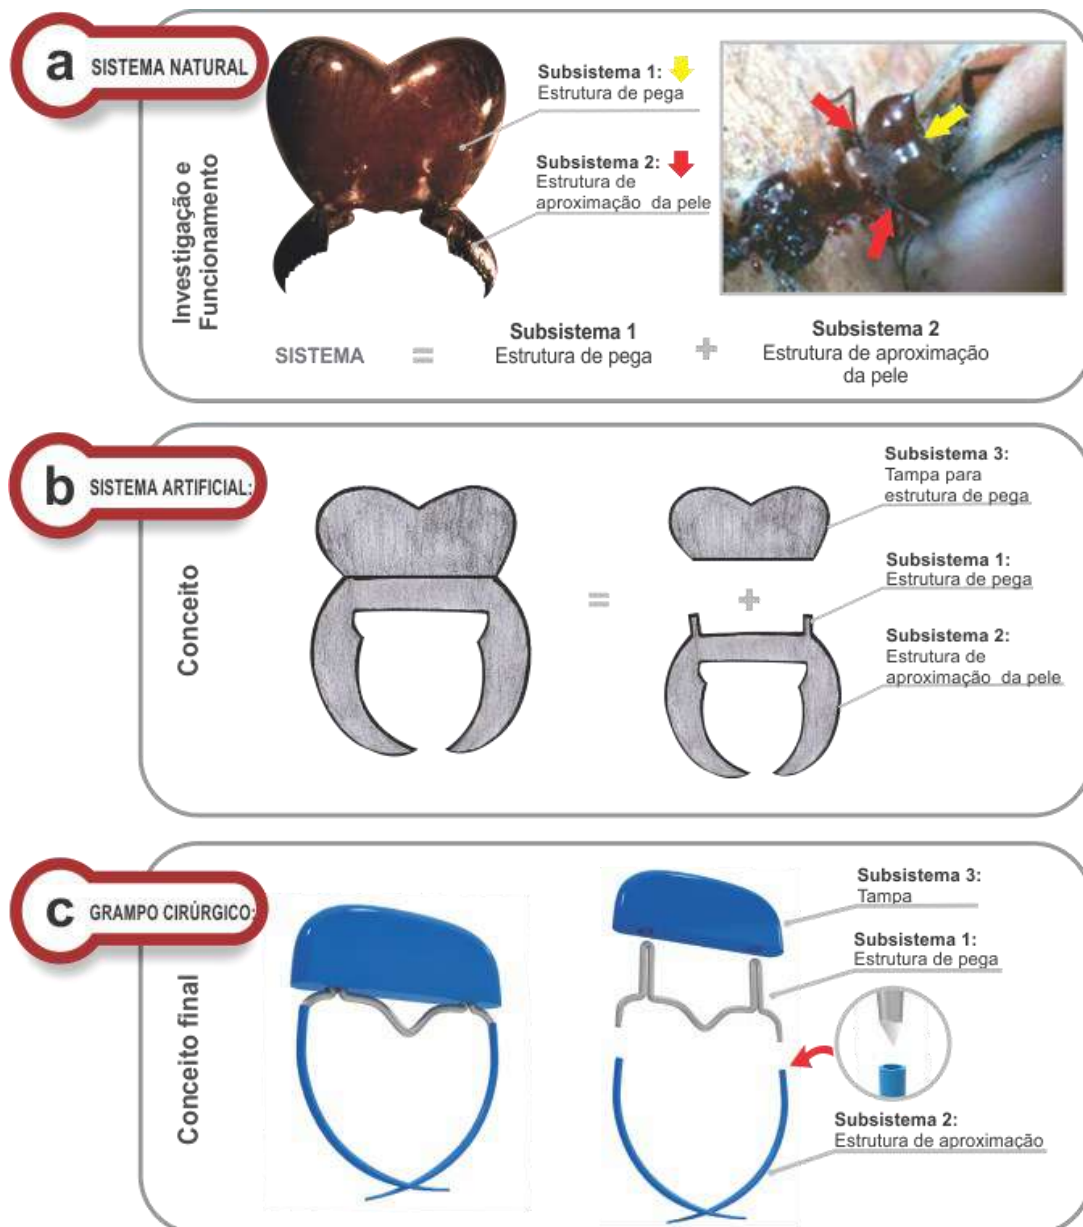 a
SISTEMA NATURAL
Investigação e
Funcionamento
Subsistema 1:
Estrutura de pega
Subsistema 2:
Estrutura de
aproximação da pele
SISTEMA
=
Subsistema 1
Estrutura de pega
+
Subsistema 2
Estrutura de aproximação
da pele
b
SISTEMA ARTIFICIAL:
Conceito
=
+
Subsistema 3:
Tampa para
estrutura de pega
Subsistema 1:
Estrutura de pega
Subsistema 2:
Estrutura de
aproximação da pele
c
GRAMPO CIRÚRGICO:
Conceito final
Subsistema 3:
Tampa
Subsistema 1:
Estrutura de pega
Subsistema 2:
Estrutura de aproximação